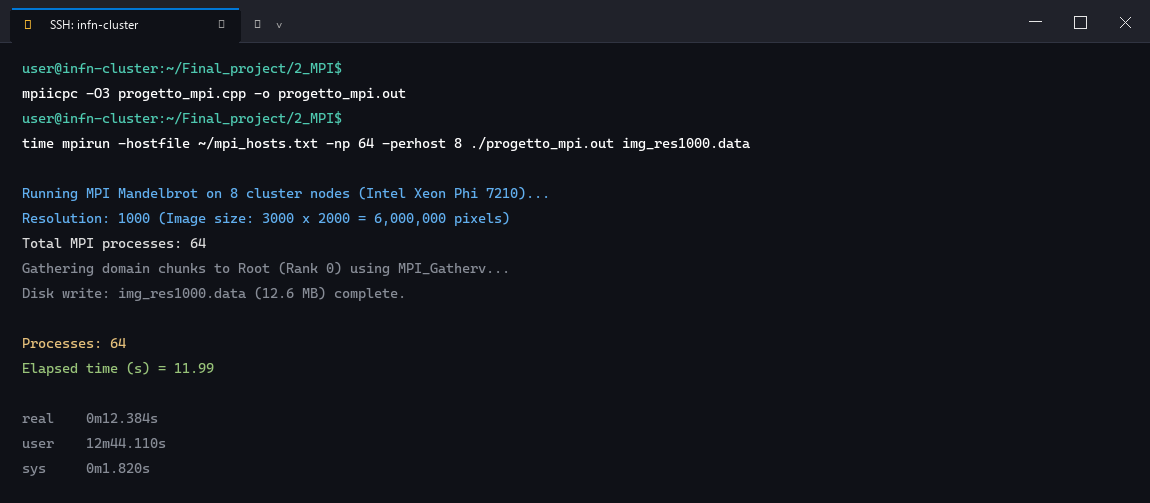 SSH: infn-cluster
user@infn-cluster:~/Final_project/2_MPI$
mpiicpc -O3 progetto_mpi.cpp -o progetto_mpi.out
user@infn-cluster:~/Final_project/2_MPI$
time mpirun -hostfile ~/mpi_hosts.txt -np 64 -perhost 8 ./progetto_mpi.out img_res1000.data
Running MPI Mandelbrot on 8 cluster nodes (Intel Xeon Phi 7210)...
Resolution: 1000 (Image size: 3000 x 2000 = 6,000,000 pixels)
Total MPI processes: 64
Gathering domain chunks to Root (Rank 0) using MPI_Gatherv...
Disk write: img_res1000.data (12.6 MB) complete.
Processes: 64
Elapsed time (s) = 11.99
real    0m12.384s
user    12m44.110s
sys     0m1.820s